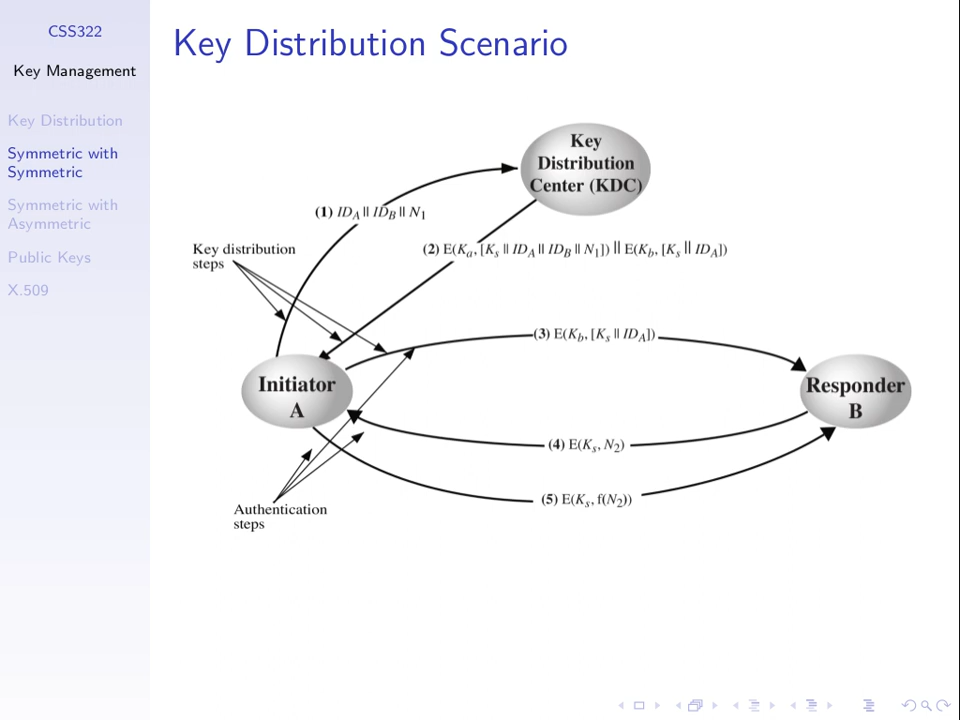 CSS322
Key Management
Key Distribution
Symmetric with
Symmetric
Symmetric with
Asymmetric
Public Keys
X.509
Key Distribution Scenario
Key
Distribution
Center (KDC)
(1) ID_A || ID_B || N_1
Key distribution
steps
(2) E(K_a, [K_s || ID_A || ID_B || N_1]) || E(K_b, [K_s || ID_A])
(3) E(K_b, [K_s || ID_A])
Initiator
A
Responder
B
(4) E(K_s, N_2)
(5) E(K_s, f(N_2))
Authentication
steps